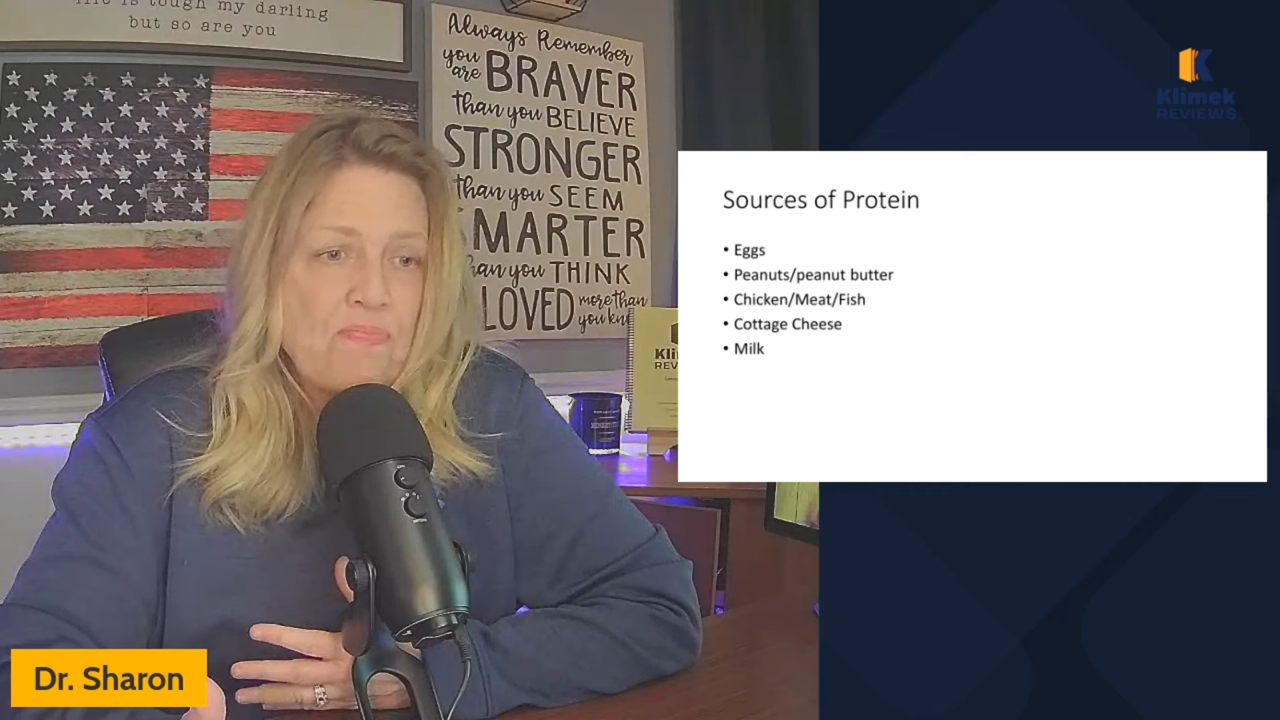 life is tough my darling
but so are you
Always Remember
you are BRAVER
than you BELIEVE
STRONGER
than you SEEM
SMARTER
than you THINK
LOVED more than
you know
Kli
REV
Klimek
REVIEWS
Sources of Protein
• Eggs
• Peanuts/peanut butter
• Chicken/Meat/Fish
• Cottage Cheese
• Milk
Dr. Sharon